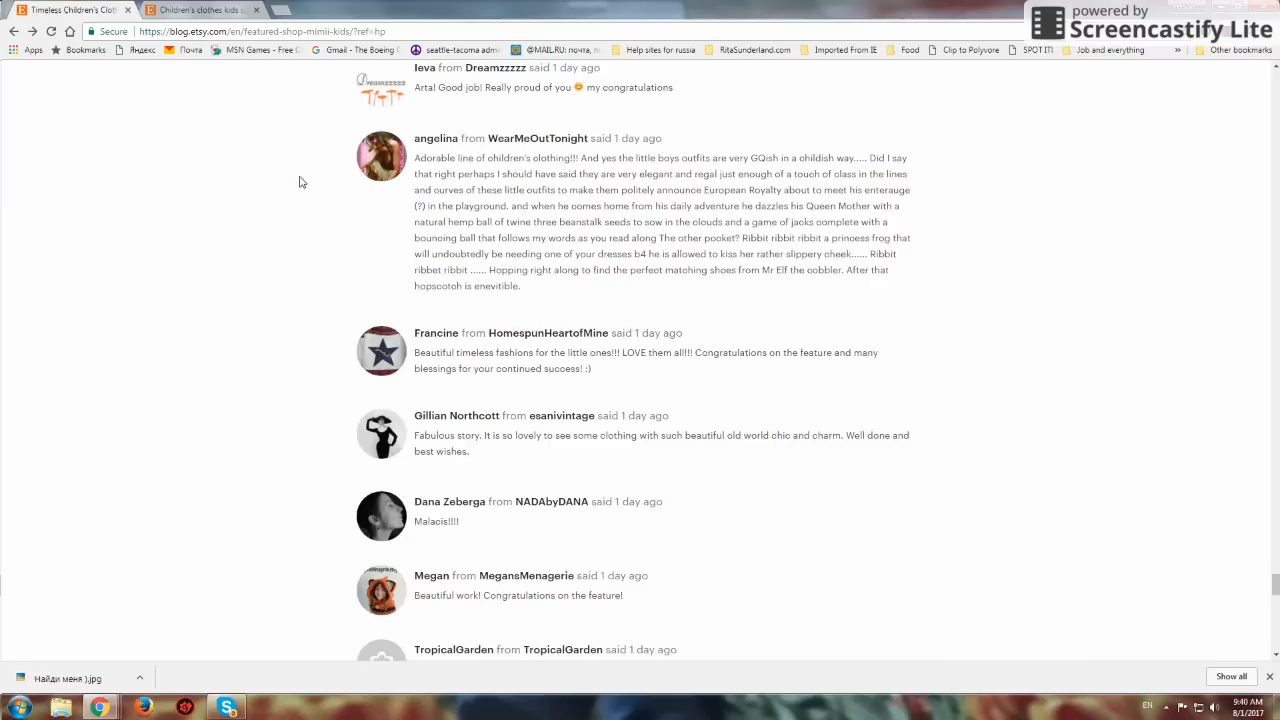 Timeless Children's Clot
Children's clothes kids s
powered by
Screencastify Lite
Secure
https://blog.etsy.com/en/featured-shop-mimii-kids/?ref=hp
Apps
Bookmarks
Яндекс
Почта
MSN Games - Free C
Gmail - The Boeing
seattle-tacoma admi
@MAIL.RU: почта, п
Help sites for russia
RitaSunderland.com
Imported From IE
Food
Clip to Polyvore
SPOT IT!
Job and everything
»
Other bookmarks
Ieva from Dreamzzzzz said 1 day ago
Dreamzzzzz
Arta! Good job! Really proud of you 😊 my congratulations
angelina from WearMeOutTonight said 1 day ago
Adorable line of children's clothing!!! And yes the little boys outfits are very GQish in a childish way..... Did I say
that right perhaps I should have said they are very elegant and regal just enough of a touch of class in the lines
and curves of these little outfits to make them politely announce European Royalty about to meet his enterauge
(?) in the playground. and when he comes home from his daily adventure he dazzles his Queen Mother with a
natural hemp ball of twine three beanstalk seeds to sow in the clouds and a game of jacks complete with a
bouncing ball that follows my words as you read along The other pocket? Ribbit ribbit ribbit a princess frog that
will undoubtedly be needing one of your dresses b4 he is allowed to kiss her rather slippery cheek...... Ribbit
ribbet ribbit ...... Hopping right along to find the perfect matching shoes from Mr Elf the cobbler. After that
hopscotch is enevitible.
Francine from HomespunHeartofMine said 1 day ago
Beautiful timeless fashions for the little ones!!! LOVE them all!!! Congratulations on the feature and many
blessings for your continued success! :)
Gillian Northcott from esanivintage said 1 day ago
Fabulous story. It is so lovely to see some clothing with such beautiful old world chic and charm. Well done and
best wishes.
Dana Zeberga from NADAbyDANA said 1 day ago
Malacis!!!!
Megan from MegansMenagerie said 1 day ago
Beautiful work! Congratulations on the feature!
TropicalGarden from TropicalGarden said 1 day ago
Найди меня ).jpg
Show all
EN
9:40 AM
8/1/2017